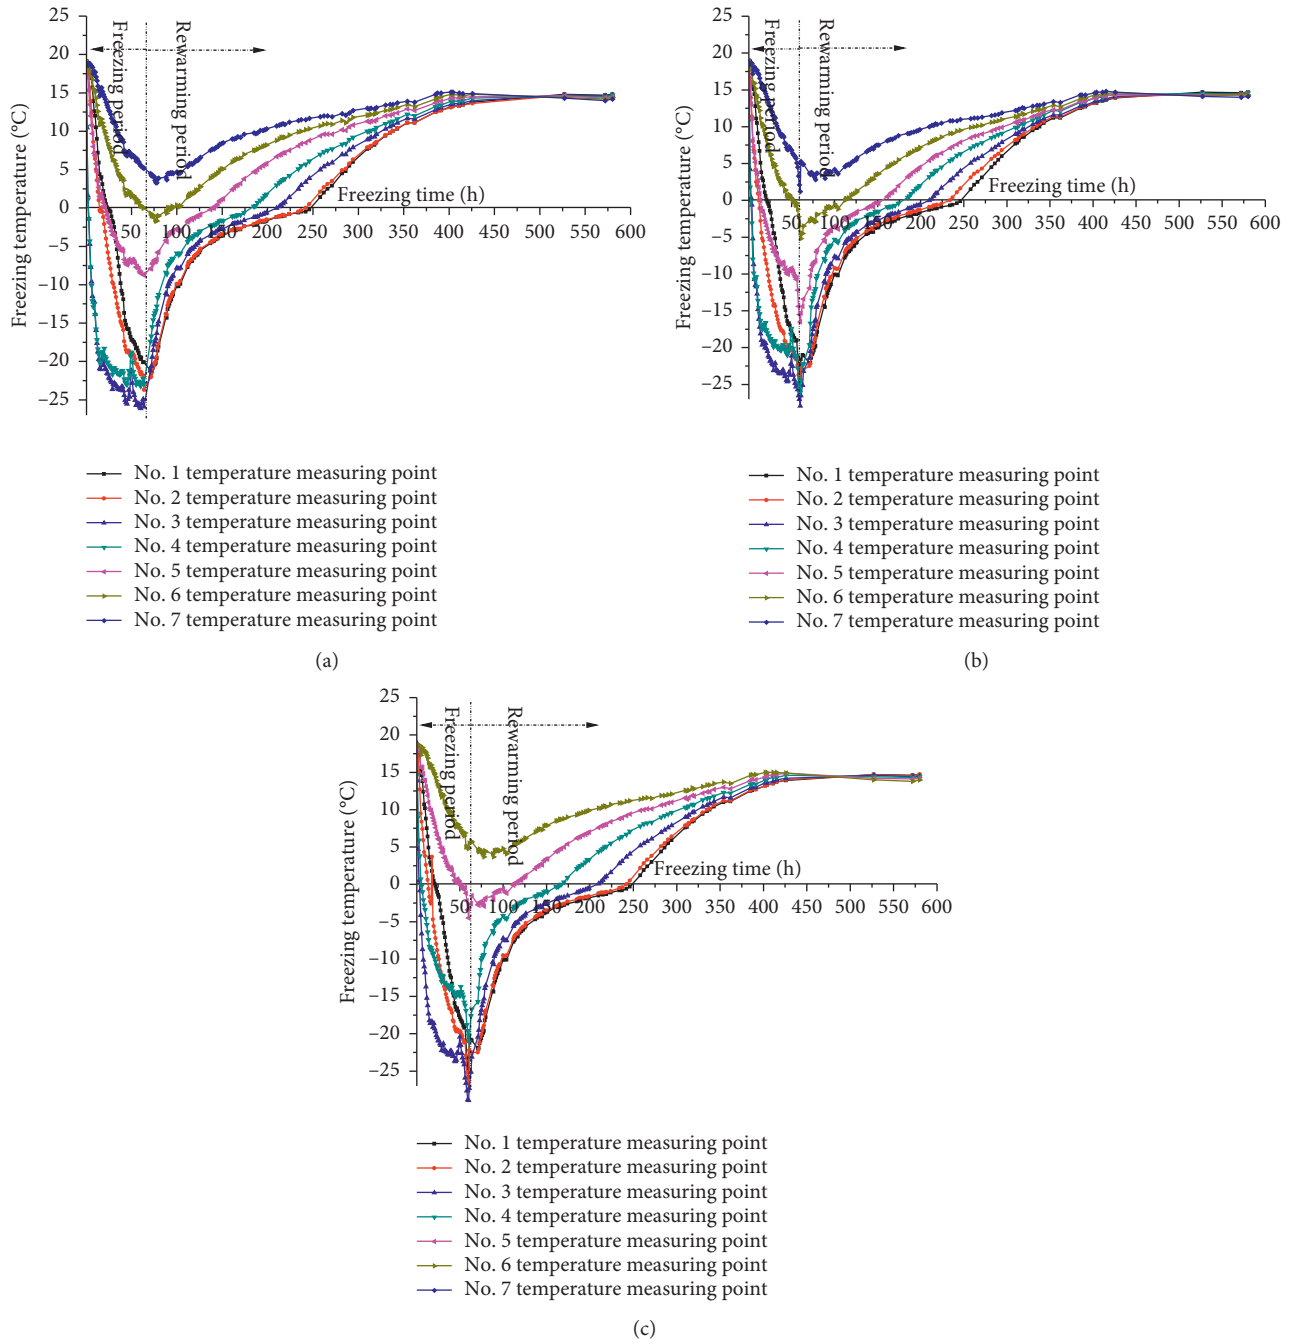 25
20
15
10
5
0
−5
−10
−15
−20
−25
Freezing temperature (°C)
Freezing period
Rewarming period
Freezing time (h)
50 100 150 200 250 300 350 400 450 500 550 600
No. 1 temperature measuring point
No. 2 temperature measuring point
No. 3 temperature measuring point
No. 4 temperature measuring point
No. 5 temperature measuring point
No. 6 temperature measuring point
No. 7 temperature measuring point
(a)
25
20
15
10
5
0
−5
−10
−15
−20
−25
Freezing temperature (°C)
Freezing period
Rewarming period
Freezing time (h)
50 100 150 200 250 300 350 400 450 500 550 600
No. 1 temperature measuring point
No. 2 temperature measuring point
No. 3 temperature measuring point
No. 4 temperature measuring point
No. 5 temperature measuring point
No. 6 temperature measuring point
No. 7 temperature measuring point
(b)
25
20
15
10
5
0
−5
−10
−15
−20
−25
Freezing temperature (°C)
Freezing period
Rewarming period
Freezing time (h)
50 100 150 200 250 300 350 400 450 500 550 600
No. 1 temperature measuring point
No. 2 temperature measuring point
No. 3 temperature measuring point
No. 4 temperature measuring point
No. 5 temperature measuring point
No. 6 temperature measuring point
No. 7 temperature measuring point
(c)